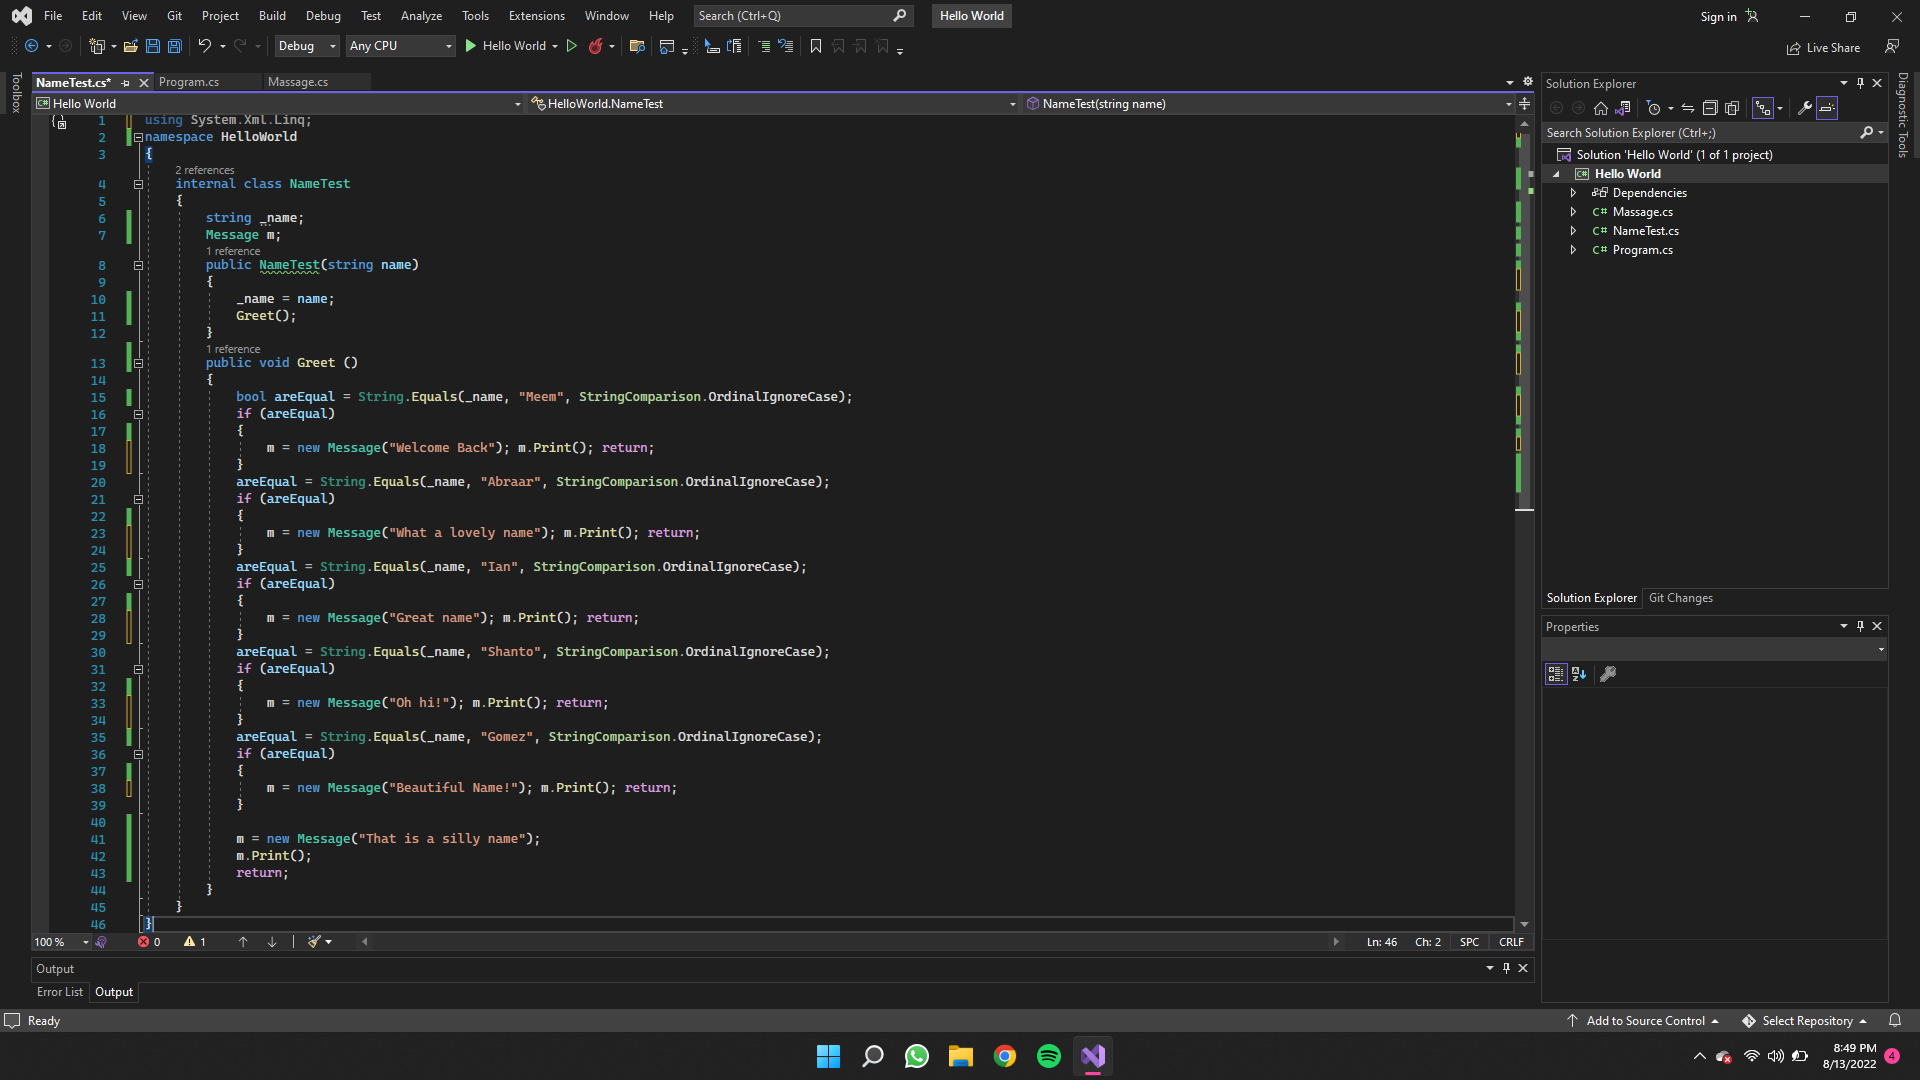 File Edit View Git Project Build Debug Test Analyze Tools Extensions Window Help Search (Ctrl+Q) Hello World Sign in
Debug Any CPU Hello World Live Share
Toolbox
NameTest.cs* Program.cs Massage.cs
Hello World HelloWorld.NameTest NameTest(string name)
1 using System.Xml.Linq;
2 namespace HelloWorld
3 {
2 references
4 internal class NameTest
5 {
6 string _name;
7 Message m;
1 reference
8 public NameTest(string name)
9 {
10 _name = name;
11 Greet();
12 }
1 reference
13 public void Greet ()
14 {
15 bool areEqual = String.Equals(_name, "Meem", StringComparison.OrdinalIgnoreCase);
16 if (areEqual)
17 {
18 m = new Message("Welcome Back"); m.Print(); return;
19 }
20 areEqual = String.Equals(_name, "Abraar", StringComparison.OrdinalIgnoreCase);
21 if (areEqual)
22 {
23 m = new Message("What a lovely name"); m.Print(); return;
24 }
25 areEqual = String.Equals(_name, "Ian", StringComparison.OrdinalIgnoreCase);
26 if (areEqual)
27 {
28 m = new Message("Great name"); m.Print(); return;
29 }
30 areEqual = String.Equals(_name, "Shanto", StringComparison.OrdinalIgnoreCase);
31 if (areEqual)
32 {
33 m = new Message("Oh hi!"); m.Print(); return;
34 }
35 areEqual = String.Equals(_name, "Gomez", StringComparison.OrdinalIgnoreCase);
36 if (areEqual)
37 {
38 m = new Message("Beautiful Name!"); m.Print(); return;
39 }
40
41 m = new Message("That is a silly name");
42 m.Print();
43 return;
44 }
45 }
46 }
100 % 0 1 Ln: 46 Ch: 2 SPC CRLF
Output
Error List Output
Solution Explorer
Search Solution Explorer (Ctrl+;)
Solution 'Hello World' (1 of 1 project)
C# Hello World
Dependencies
C# Massage.cs
C# NameTest.cs
C# Program.cs
Solution Explorer Git Changes
Properties
Diagnostic Tools
Ready Add to Source Control Select Repository
8:49 PM
8/13/2022
4